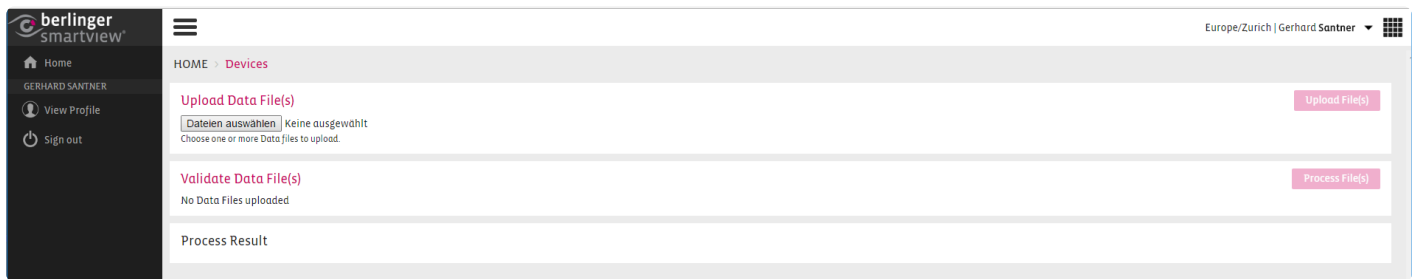 berlinger
smartview®
Europe/Zurich | Gerhard Santner
Home
HOME > Devices
GERHARD SANTNER
View Profile
Sign out
Upload Data File(s)
Upload File(s)
Dateien auswählen Keine ausgewählt
Choose one or more Data files to upload.
Validate Data File(s)
Process File(s)
No Data Files uploaded
Process Result